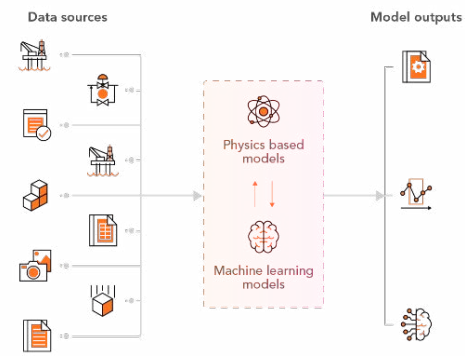 Data sources
Model outputs
Physics based
models
Machine learning
models